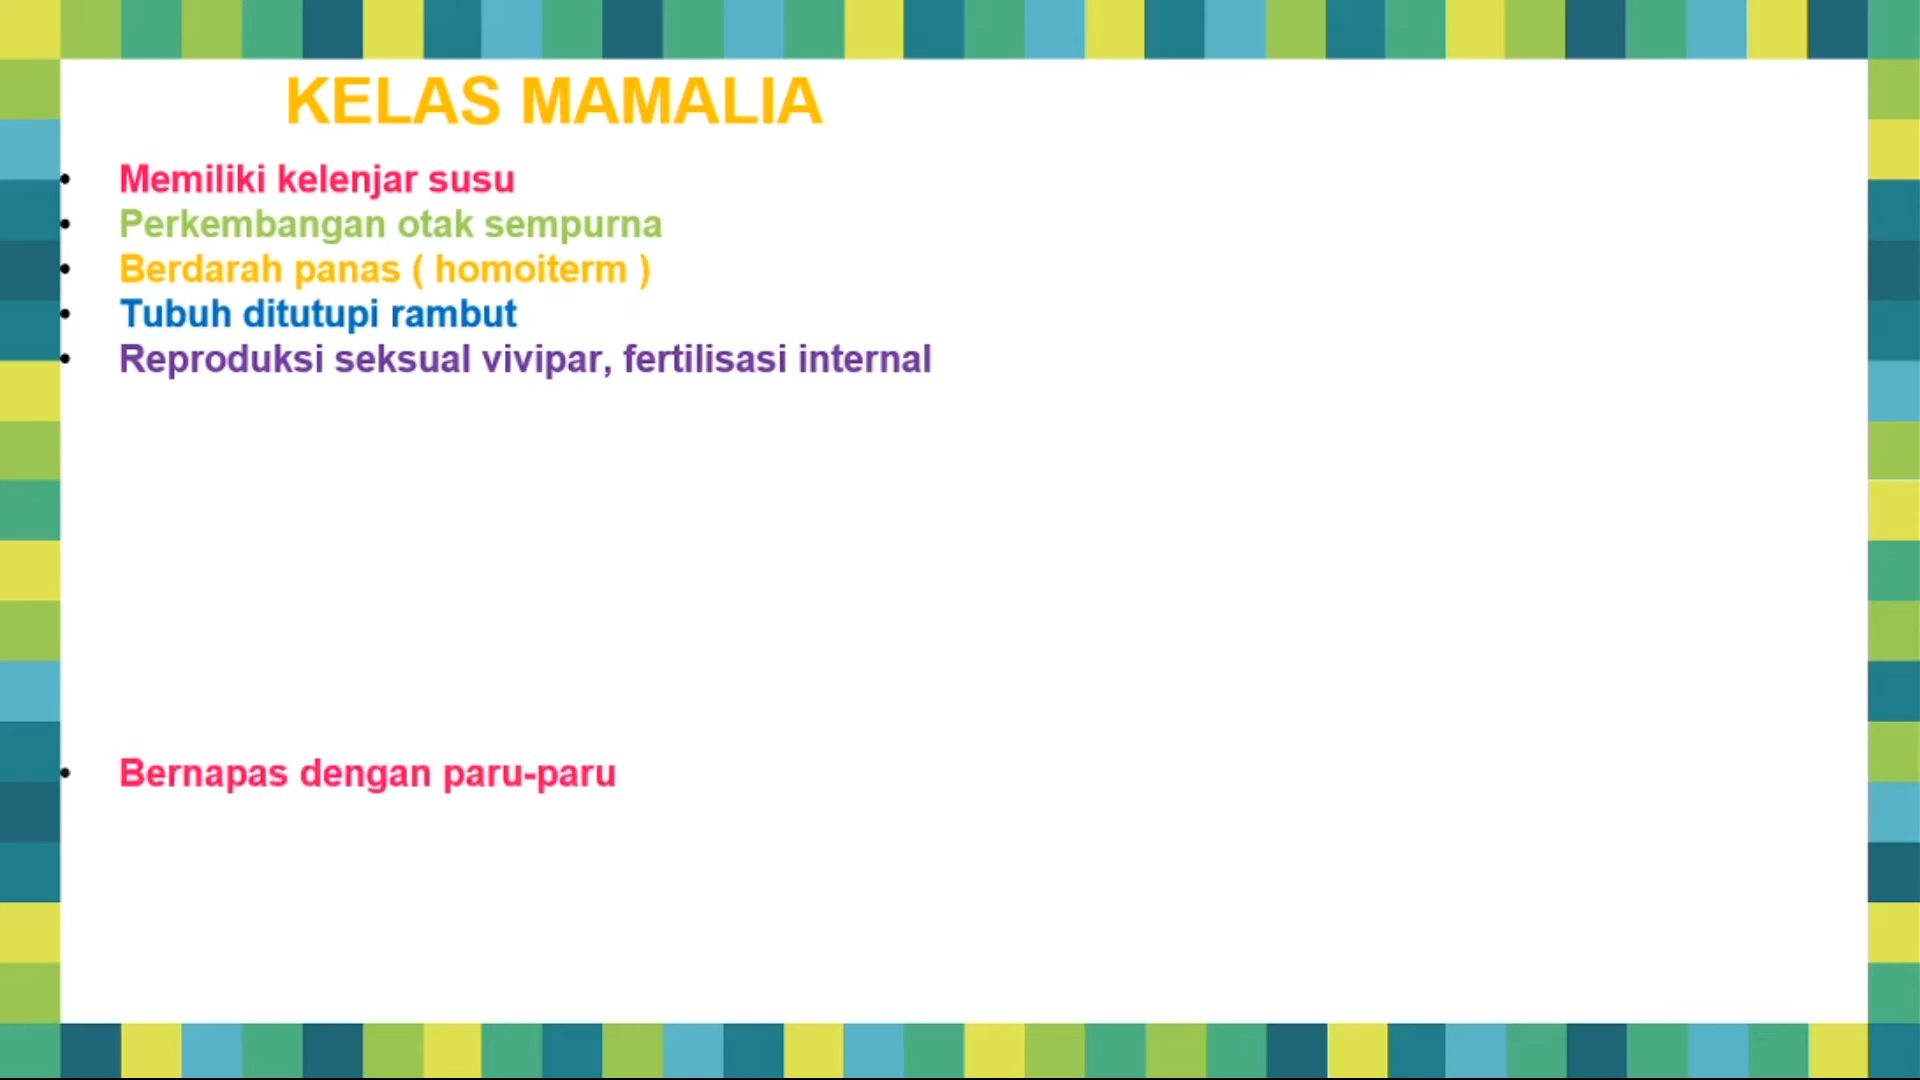 KELAS MAMALIA
• Memiliki kelenjar susu
• Perkembangan otak sempurna
• Berdarah panas ( homoiterm )
• Tubuh ditutupi rambut
• Reproduksi seksual vivipar, fertilisasi internal
• Bernapas dengan paru-paru